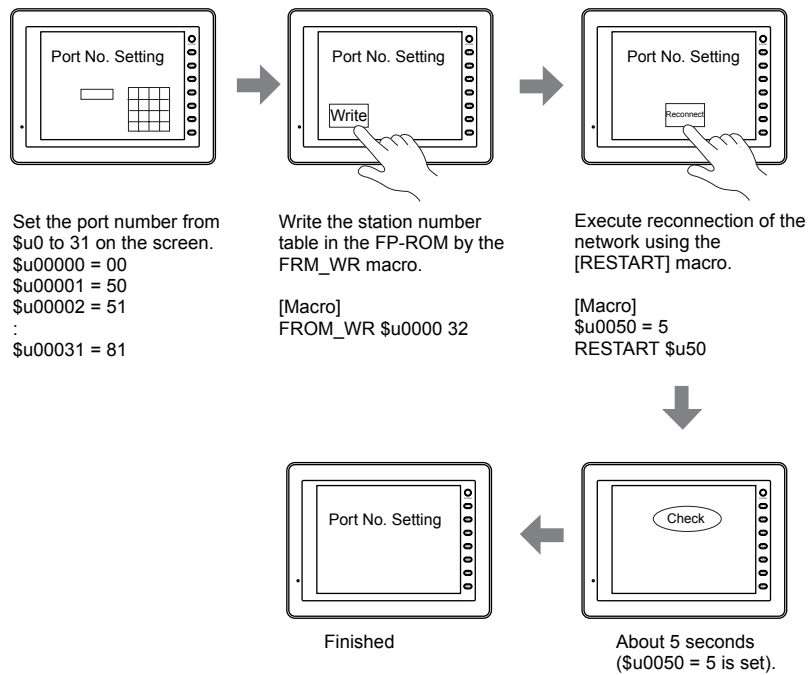 Port No. Setting
Set the port number from
$u0 to 31 on the screen.
$u00000 = 00
$u00001 = 50
$u00002 = 51
:
$u00031 = 81
Port No. Setting
Write
Write the station number
table in the FP-ROM by the
FRM_WR macro.
[Macro]
FROM_WR $u0000 32
Port No. Setting
Reconnect
Execute reconnection of the
network using the
[RESTART] macro.
[Macro]
$u0050 = 5
RESTART $u50
Check
About 5 seconds
($u0050 = 5 is set).
Port No. Setting
Finished